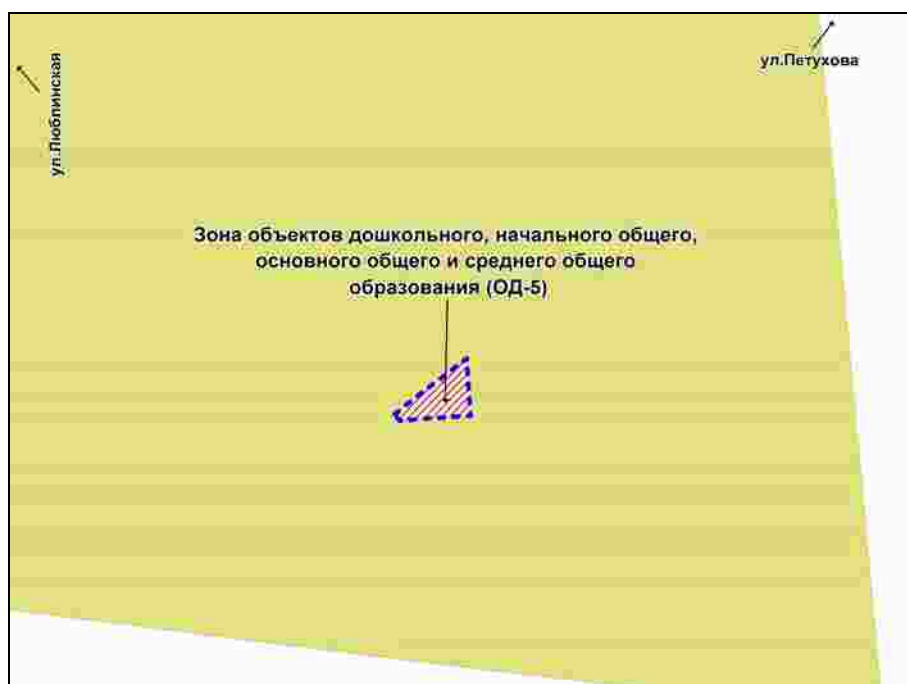 ул.Петухова
ул.Люблинская
Зона объектов дошкольного, начального общего,
основного общего и среднего общего
образования (ОД-5)